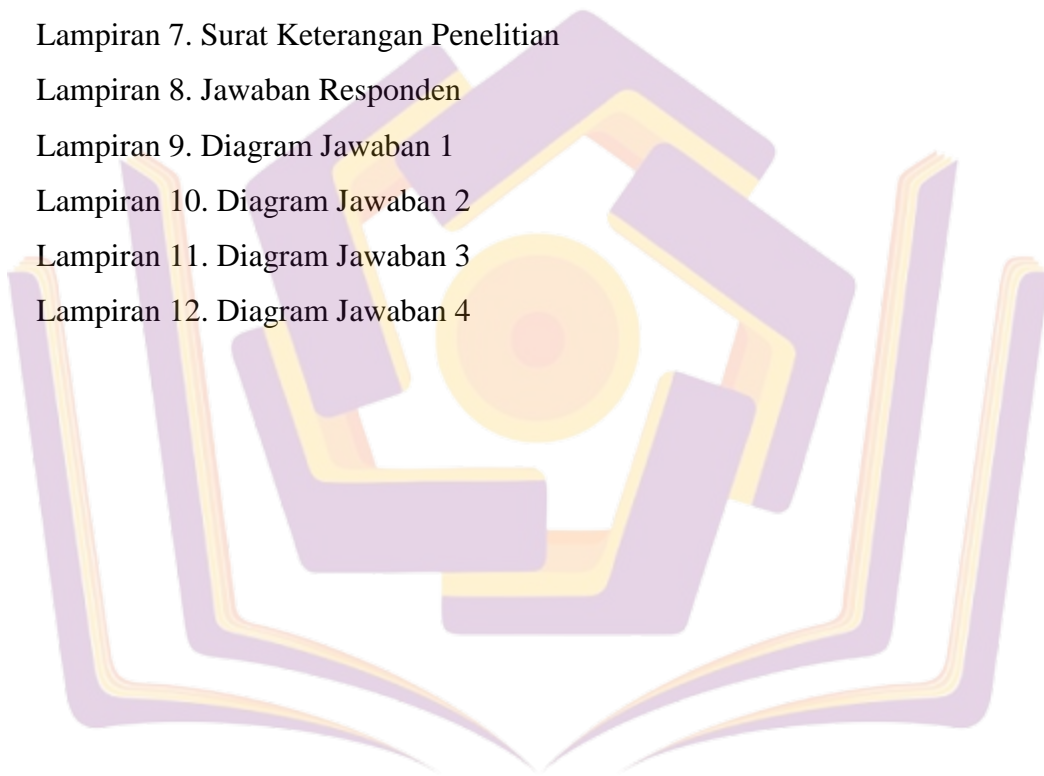 Lampiran 7. Surat Keterangan Penelitian
Lampiran 8. Jawaban Responden
Lampiran 9. Diagram Jawaban 1
Lampiran 10. Diagram Jawaban 2
Lampiran 11. Diagram Jawaban 3
Lampiran 12. Diagram Jawaban 4